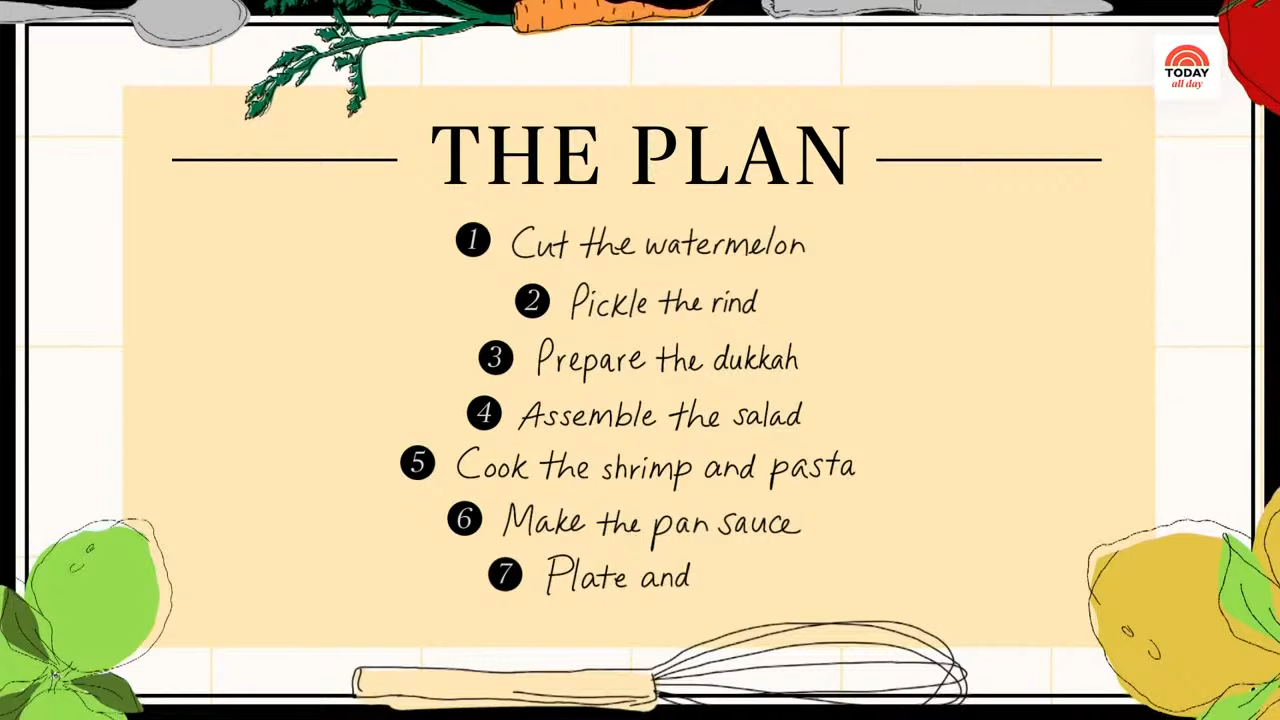 TODAY
all day
THE PLAN
1 Cut the watermelon
2 Pickle the rind
3 Prepare the dukkah
4 Assemble the salad
5 Cook the shrimp and pasta
6 Make the pan sauce
7 Plate and